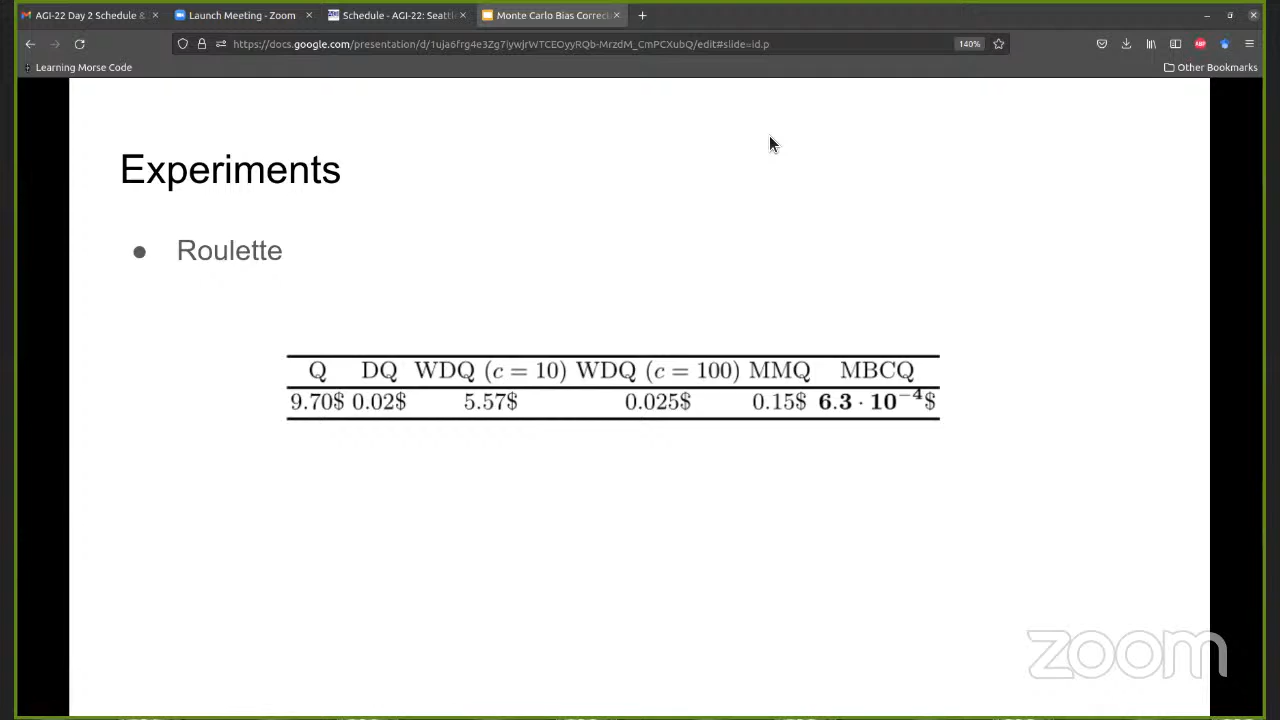 AGI-22 Day 2 Schedule &
Launch Meeting - Zoom
Schedule - AGI-22: Seattl
Monte Carlo Bias Correc
https://docs.google.com/presentation/d/1uja6frg4e3Zg7iywjrWTCEOyyRQb-MrzdM_CmPCXubQ/edit#slide=id.p
140%
Learning Morse Code
Other Bookmarks
Experiments
● Roulette
Q DQ WDQ (c = 10) WDQ (c = 100) MMQ MBCQ
9.70$ 0.02$ 5.57$ 0.025$ 0.15$ 6.3 · 10⁻⁴$
zoom